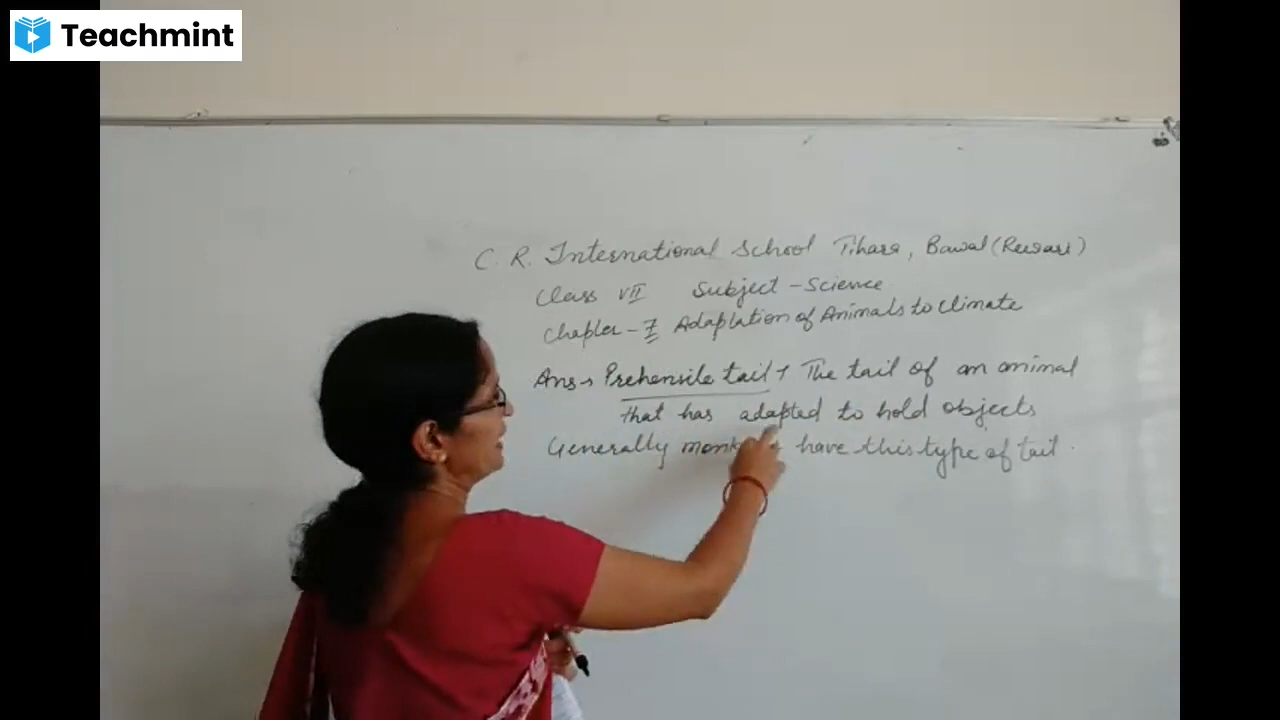 Teachmint
C. R. International School Tihara, Bawal (Rewari)
Class VII Subject - Science
Chapter - 7 Adaptation of Animals to climate
Ans → Prehensile tail → The tail of an animal
that has adapted to hold objects
Generally have this type of tail.